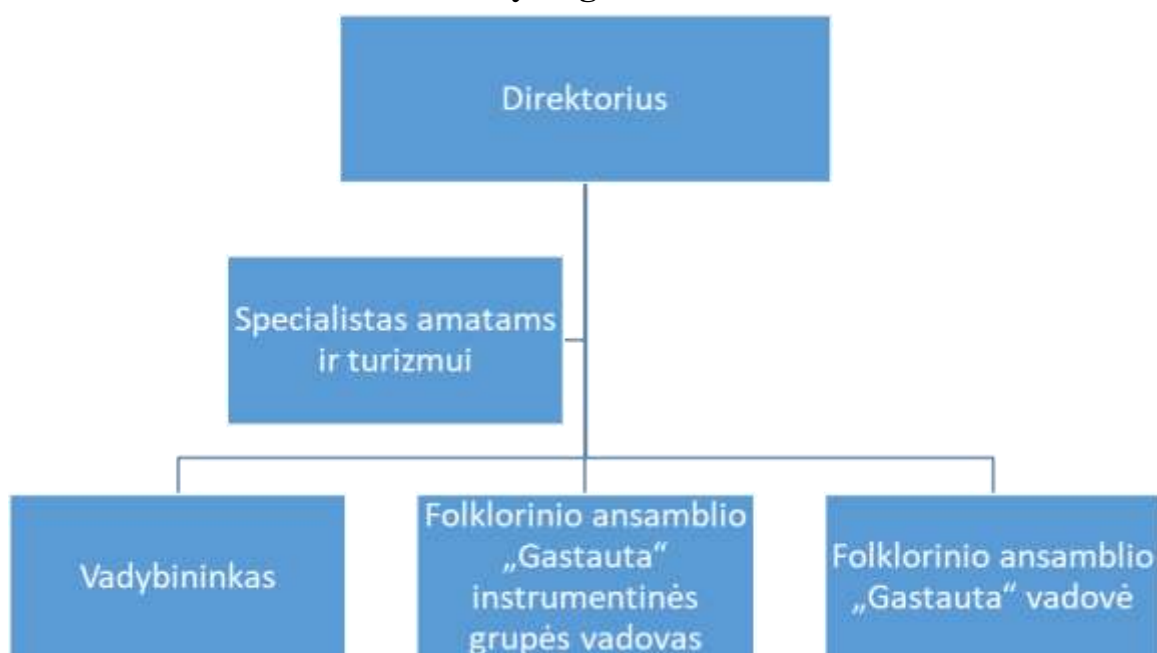 Direktorius
Specialistas amatams
ir turizmui
Vadybininkas
Folklorinio ansamblio
„Gastauta“
instrumentinės
grupės vadovas
Folklorinio ansamblio
„Gastauta“ vadovė